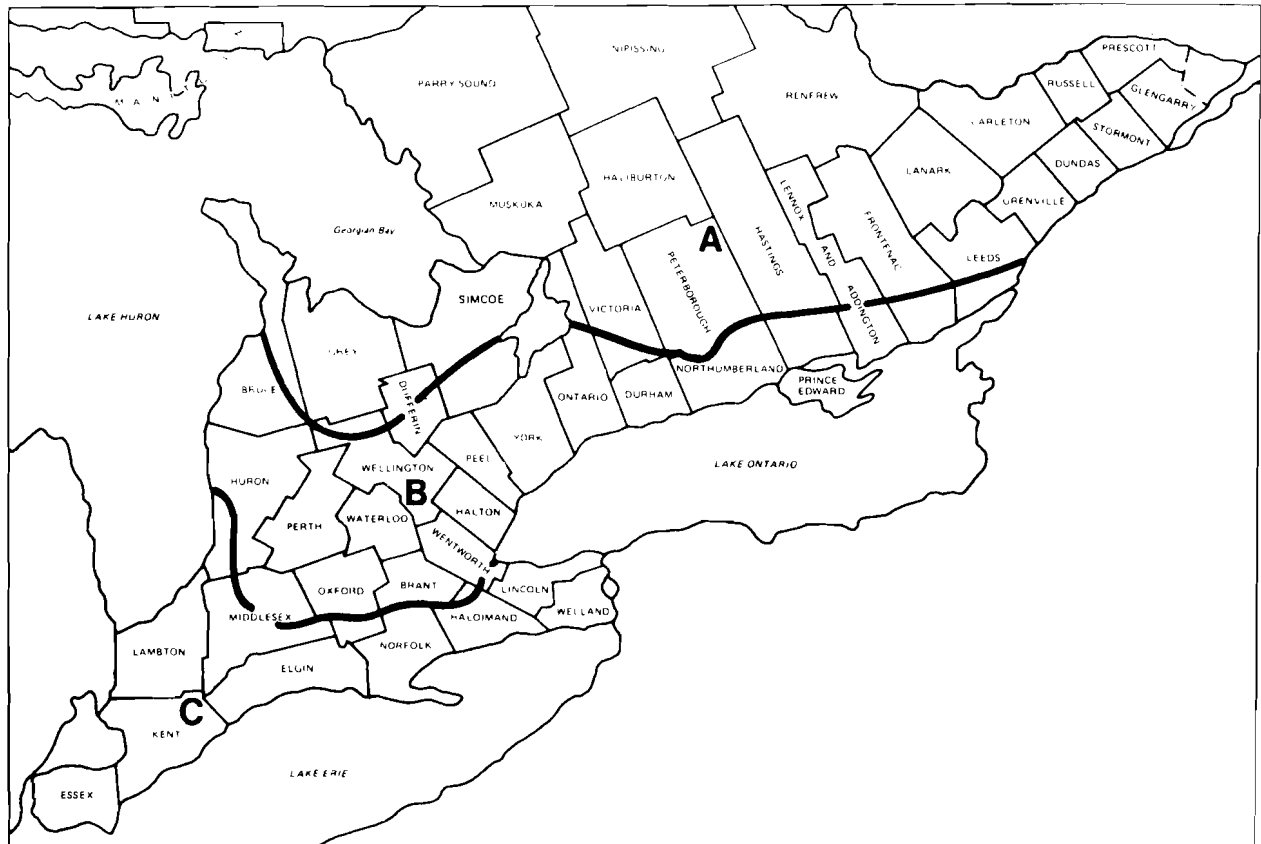 PRESCOTT
NIPISSING
PARRY SOUND
RUSSELL
GLENGARRY
RENFREW
MANIT
CARLETON
STORMONT
DUNDAS
LANARK
HALIBURTON
LENNOX
AND
ADDINGTON
MUSKOKA
GRENVILLE
FRONTENAC
Georgian Bay
A
HASTINGS
LEEDS
PETERBOROUGH
SIMCOE
VICTORIA
LAKE HURON
GREY
NORTHUMBERLAND
PRINCE
EDWARD
BRUCE
DUFFERIN
ONTARIO
DURHAM
YORK
PEEL
LAKE ONTARIO
WELLINGTON
HURON
B
HALTON
WATERLOO
PERTH
WENTWORTH
BRANT
OXFORD
LINCOLN
WELLAND
MIDDLESEX
HALDIMAND
NORFOLK
LAMBTON
ELGIN
C
KENT
LAKE ERIE
ESSEX